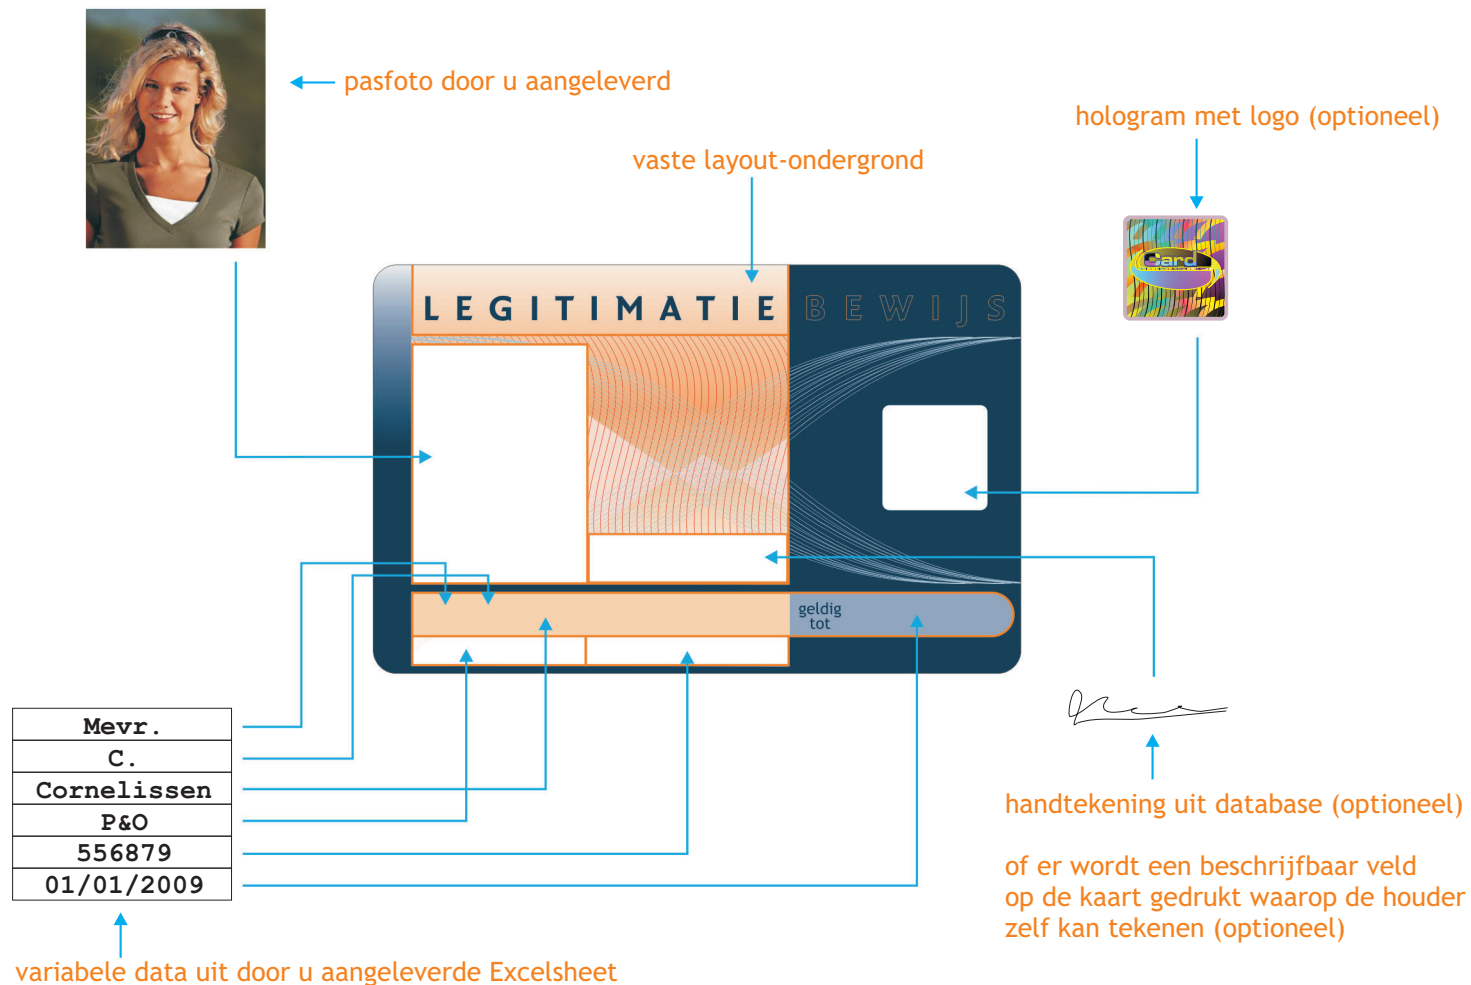 pasfoto door u aangeleverd
hologram met logo (optioneel)
vaste layout-ondergrond
Card
LEGITIMATIE BEWIJS
geldig
tot
Mevr.
C.
Cornelissen
P&O
556879
01/01/2009
handtekening uit database (optioneel)
of er wordt een beschrijfbaar veld
op de kaart gedrukt waarop de houder
zelf kan tekenen (optioneel)
variabele data uit door u aangeleverde Excelsheet